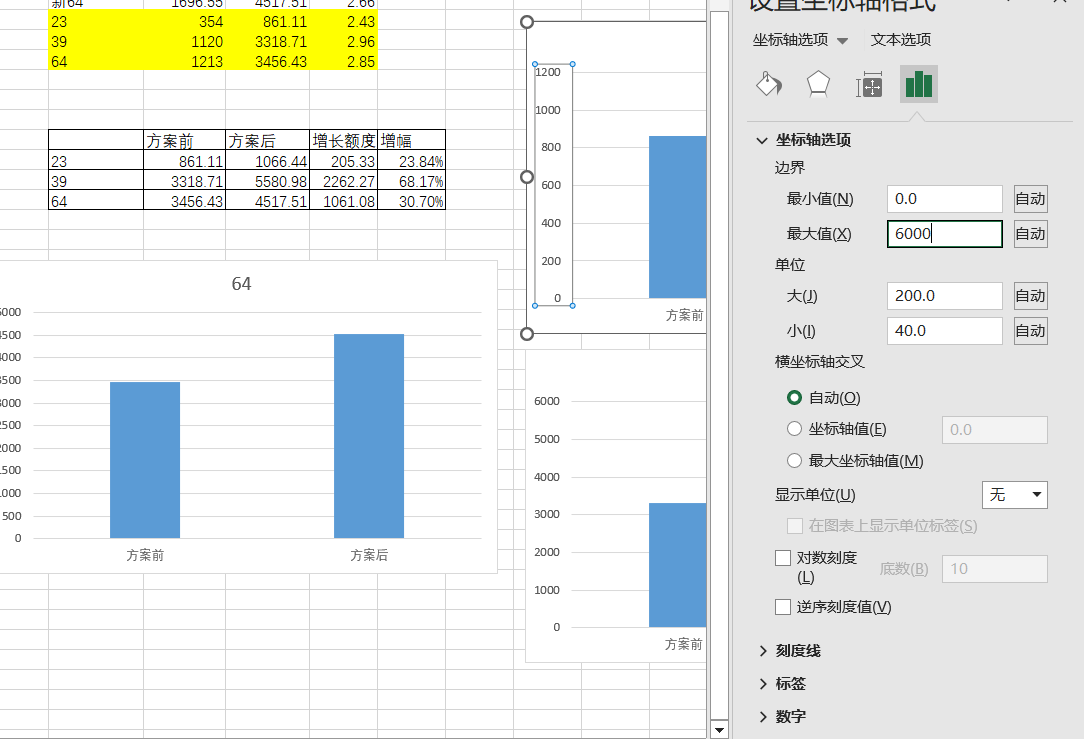 新64 1696.55 4517.51 2.66
23 354 861.11 2.43
39 1120 3318.71 2.96
64 1213 3456.43 2.85
方案前 方案后 增长额度 增幅
23 861.11 1066.44 205.33 23.84%
39 3318.71 5580.98 2262.27 68.17%
64 3456.43 4517.51 1061.08 30.70%
64
500
0
方案前 方案后
1200
1000
800
600
400
200
0
方案前
6000
5000
4000
3000
2000
1000
0
方案前
设置坐标轴格式
坐标轴选项 文本选项
坐标轴选项
边界
最小值(N) 0.0 自动
最大值(X) 6000 自动
单位
大(J) 200.0 自动
小(I) 40.0 自动
横坐标轴交叉
自动(O)
坐标轴值(E) 0.0
最大坐标轴值(M)
显示单位(U) 无
在图表上显示单位标签(S)
对数刻度
(L)
底数(B) 10
逆序刻度值(V)
刻度线
标签
数字